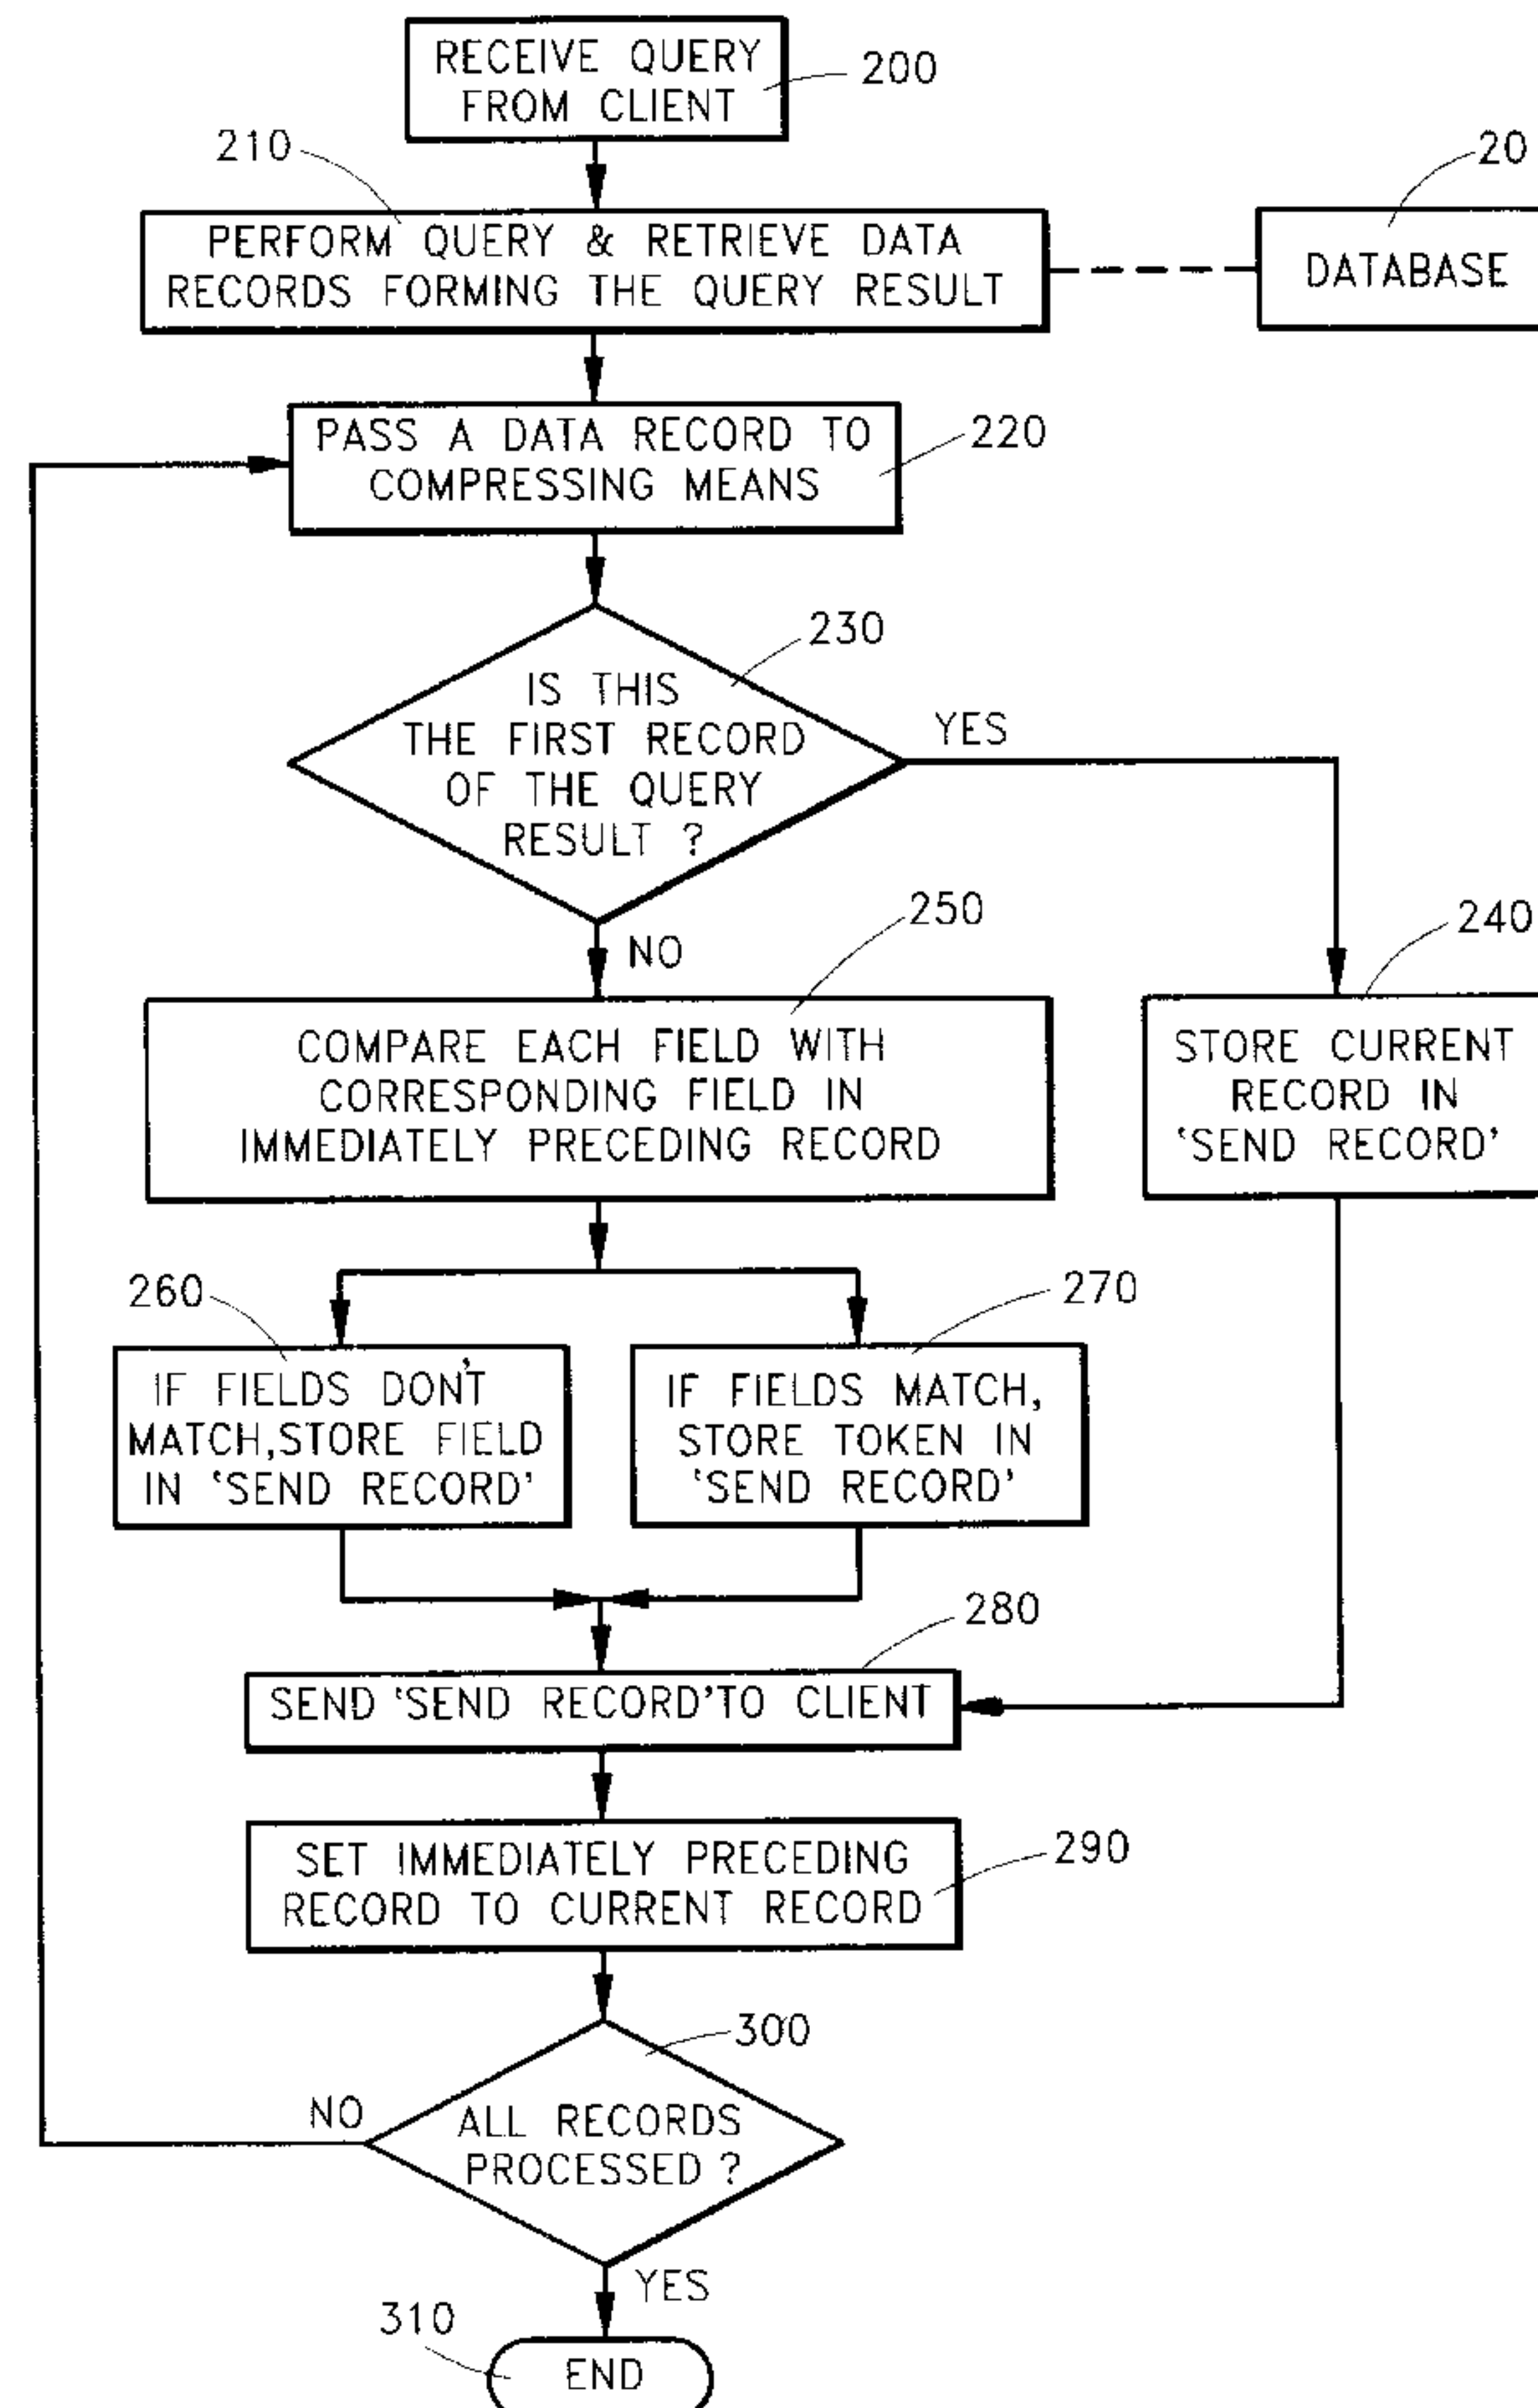 RECEIVE QUERY
FROM CLIENT
200
210
20
PERFORM QUERY & RETRIEVE DATA
RECORDS FORMING THE QUERY RESULT
DATABASE
PASS A DATA RECORD TO
COMPRESSING MEANS
220
230
IS THIS
THE FIRST RECORD
OF THE QUERY
RESULT ?
YES
NO
250
240
COMPARE EACH FIELD WITH
CORRESPONDING FIELD IN
IMMEDIATELY PRECEDING RECORD
STORE CURRENT
RECORD IN
'SEND RECORD'
260
270
IF FIELDS DON'T
MATCH,STORE FIELD
IN 'SEND RECORD'
IF FIELDS MATCH,
STORE TOKEN IN
'SEND RECORD'
280
SEND 'SEND RECORD' TO CLIENT
SET IMMEDIATELY PRECEDING
RECORD TO CURRENT RECORD
290
300
NO
ALL RECORDS
PROCESSED ?
YES
310
END